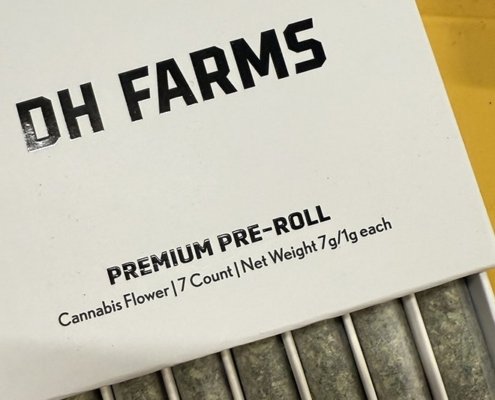 DH FARMS
PREMIUM PRE-ROLL
Cannabis Flower | 7 Count | Net Weight 7g/1g each